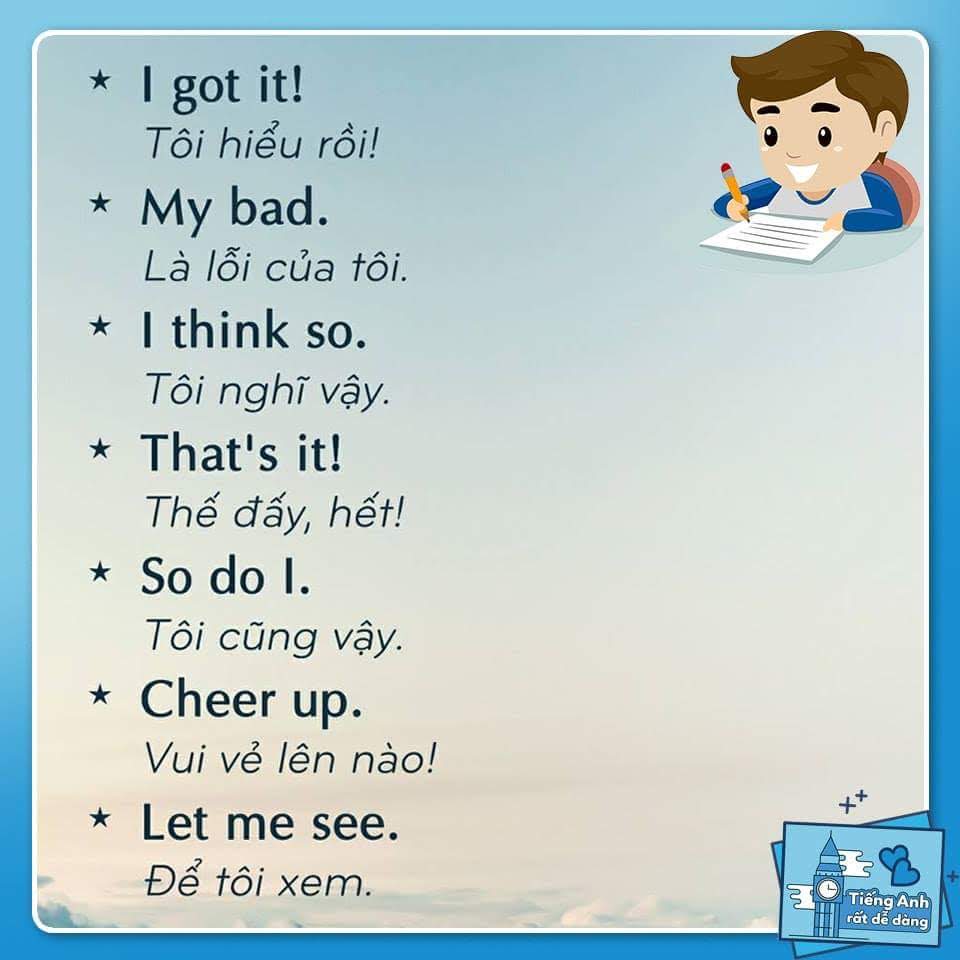 ★ I got it!
Tôi hiểu rồi!
★ My bad.
Là lỗi của tôi.
★ I think so.
Tôi nghĩ vậy.
★ That's it!
Thế đấy, hết!
★ So do I.
Tôi cũng vậy.
★ Cheer up.
Vui vẻ lên nào!
★ Let me see.
Để tôi xem.
Tiếng Anh
rất dễ dàng